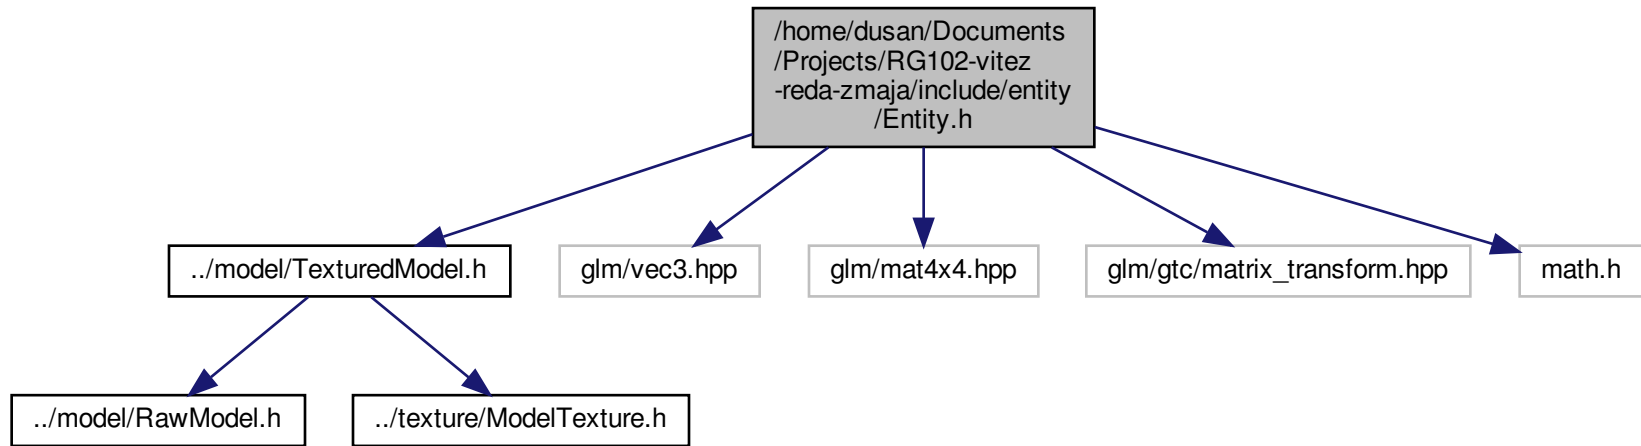 /home/dusan/Documents
/Projects/RG102-vitez
-reda-zmaja/include/entity
/Entity.h
../model/TexturedModel.h
glm/vec3.hpp
glm/mat4x4.hpp
glm/gtc/matrix_transform.hpp
math.h
../model/RawModel.h
../texture/ModelTexture.h